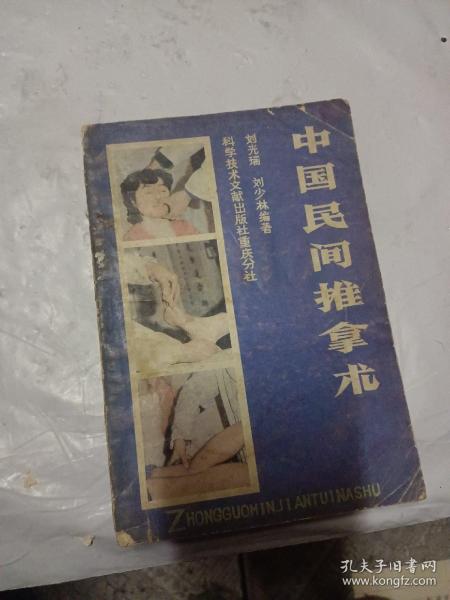 中国民间推拿术
刘光瑞 刘少林编著
科学技术文献出版社重庆分社
ZHONGGUOMINJIANTUINASHU
孔夫子旧书网
www.kongfz.com